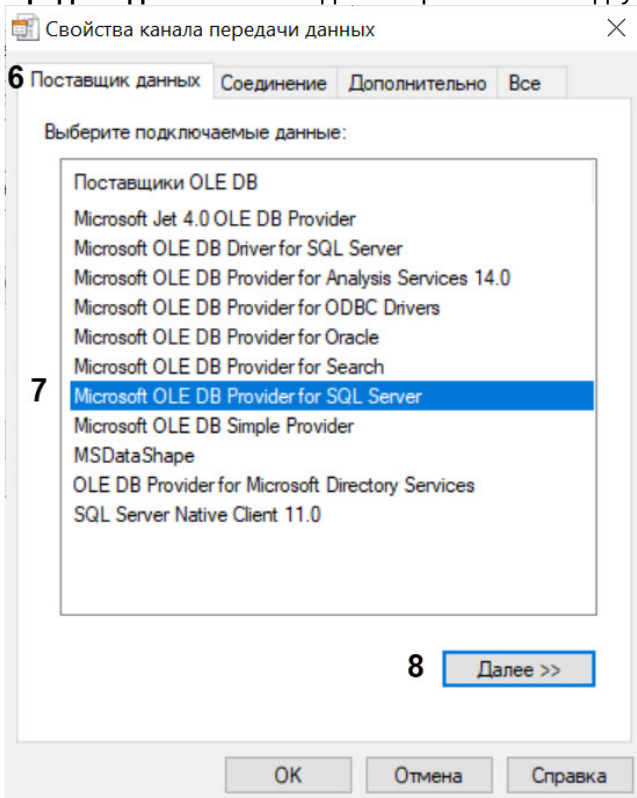 Свойства канала передачи данных
6 Поставщик данных Соединение Дополнительно Все
Выберите подключаемые данные:
Поставщики OLE DB
Microsoft Jet 4.0 OLE DB Provider
Microsoft OLE DB Driver for SQL Server
Microsoft OLE DB Provider for Analysis Services 14.0
Microsoft OLE DB Provider for ODBC Drivers
Microsoft OLE DB Provider for Oracle
Microsoft OLE DB Provider for Search
7 Microsoft OLE DB Provider for SQL Server
Microsoft OLE DB Simple Provider
MSDataShape
OLE DB Provider for Microsoft Directory Services
SQL Server Native Client 11.0
8 Далее >>
OK Отмена Справка